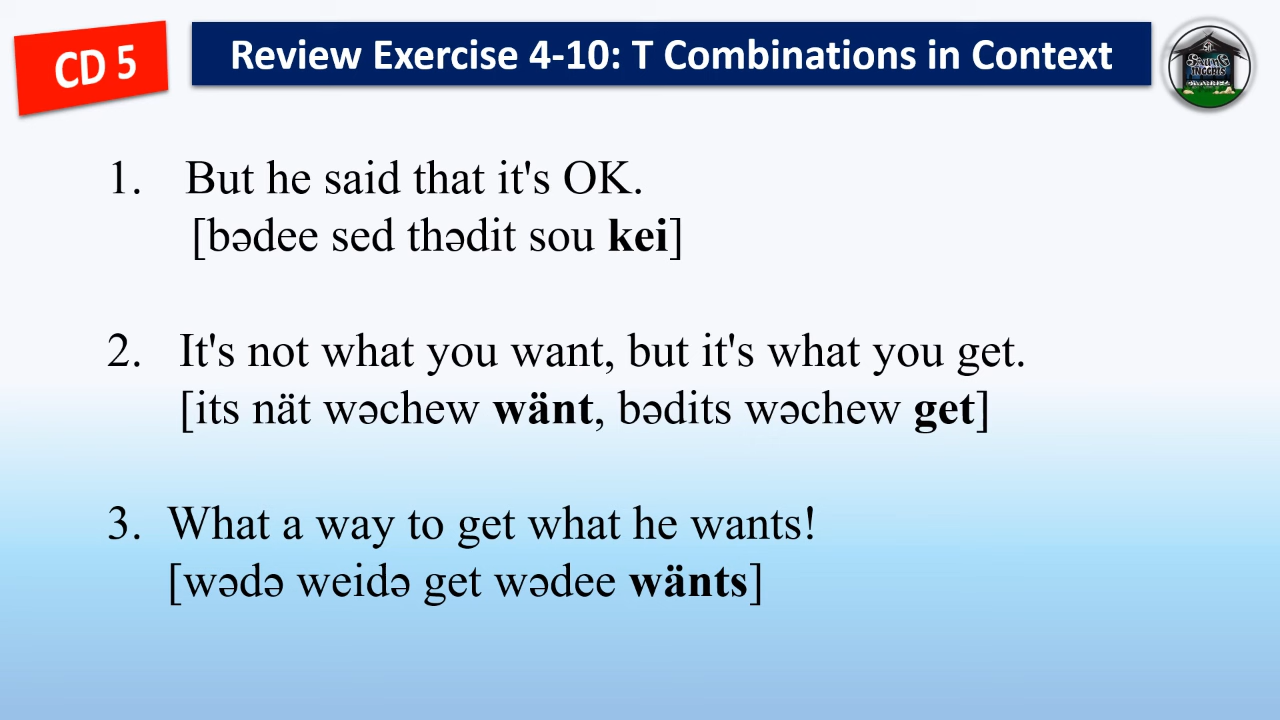 CD 5
Review Exercise 4-10: T Combinations in Context
INGGRIS
1. But he said that it's OK.
[bədee sed thədit sou kei]
2. It's not what you want, but it's what you get.
[its nät wəchew wänt, bədits wəchew get]
3. What a way to get what he wants!
[wədə weidə get wədee wänts]